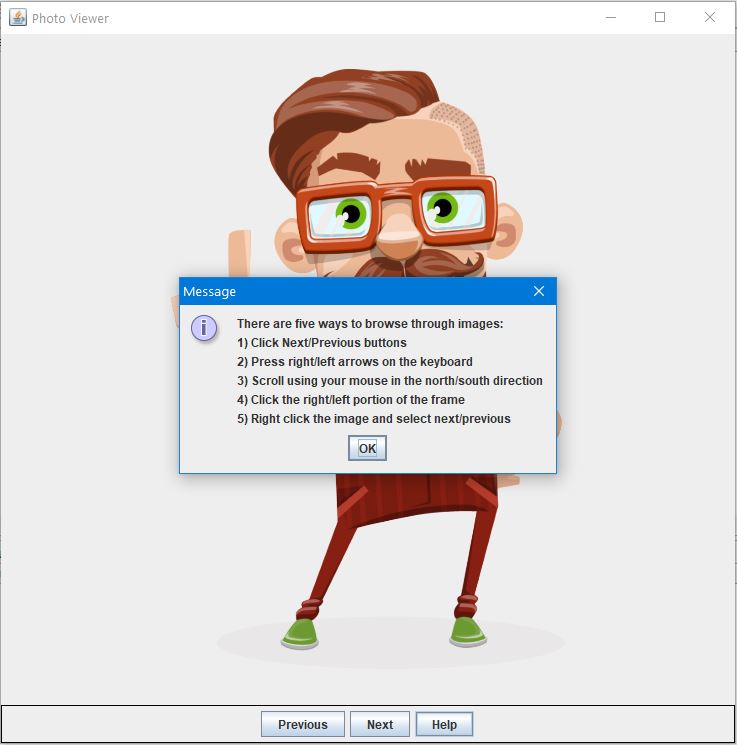 Photo Viewer
Message
There are five ways to browse through images:
1) Click Next/Previous buttons
2) Press right/left arrows on the keyboard
3) Scroll using your mouse in the north/south direction
4) Click the right/left portion of the frame
5) Right click the image and select next/previous
OK
Previous Next Help